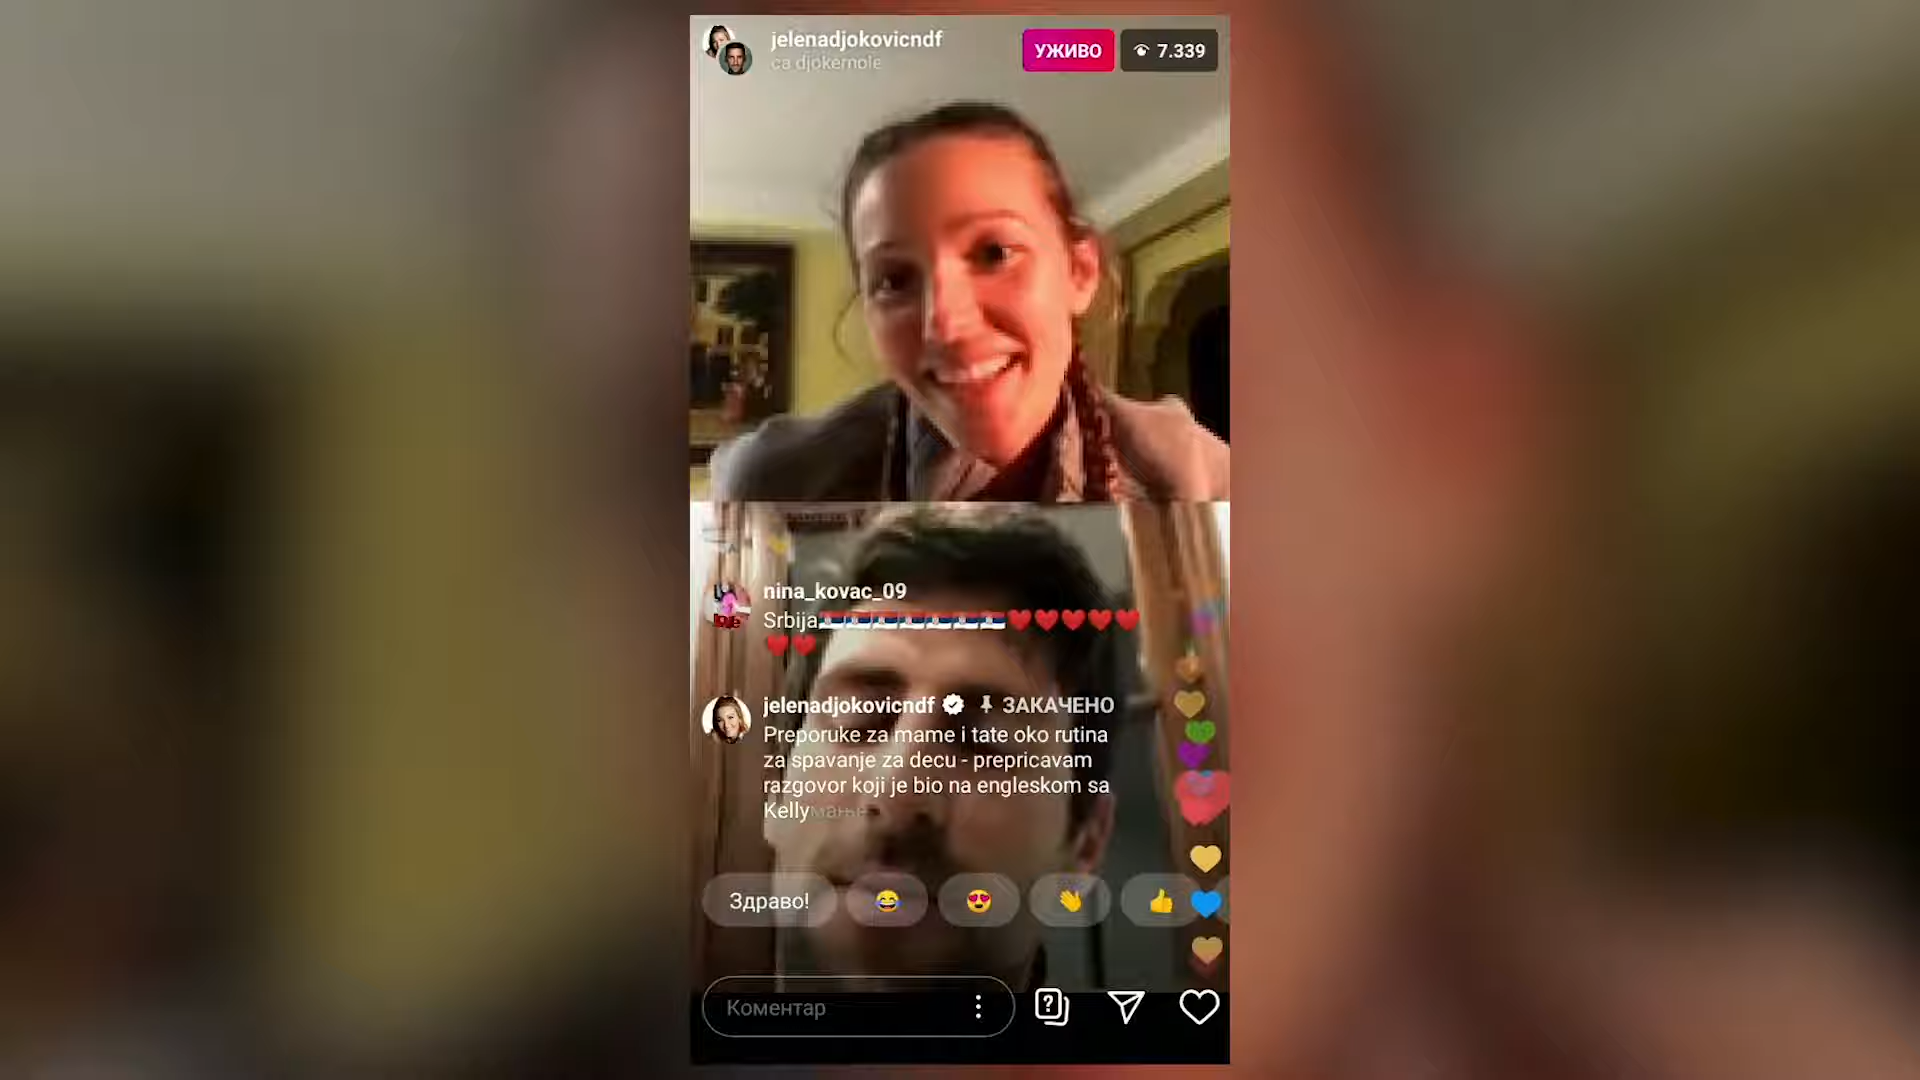 jelenadjokovicndf
са djokernole
УЖИВО
7.339
nina_kovac_09
Srbija🇷🇸🇷🇸🇷🇸🇷🇸🇷🇸🇷🇸🇷🇸❤️❤️❤️❤️❤️
❤️❤️
jelenadjokovicndf ЗАКАЧЕНО
Preporuke za mame i tate oko rutina
za spavanje za decu - prepricavam
razgovor koji je bio na engleskom sa
Kelly
Здраво! 😂 😍 👏 👍
Коментар